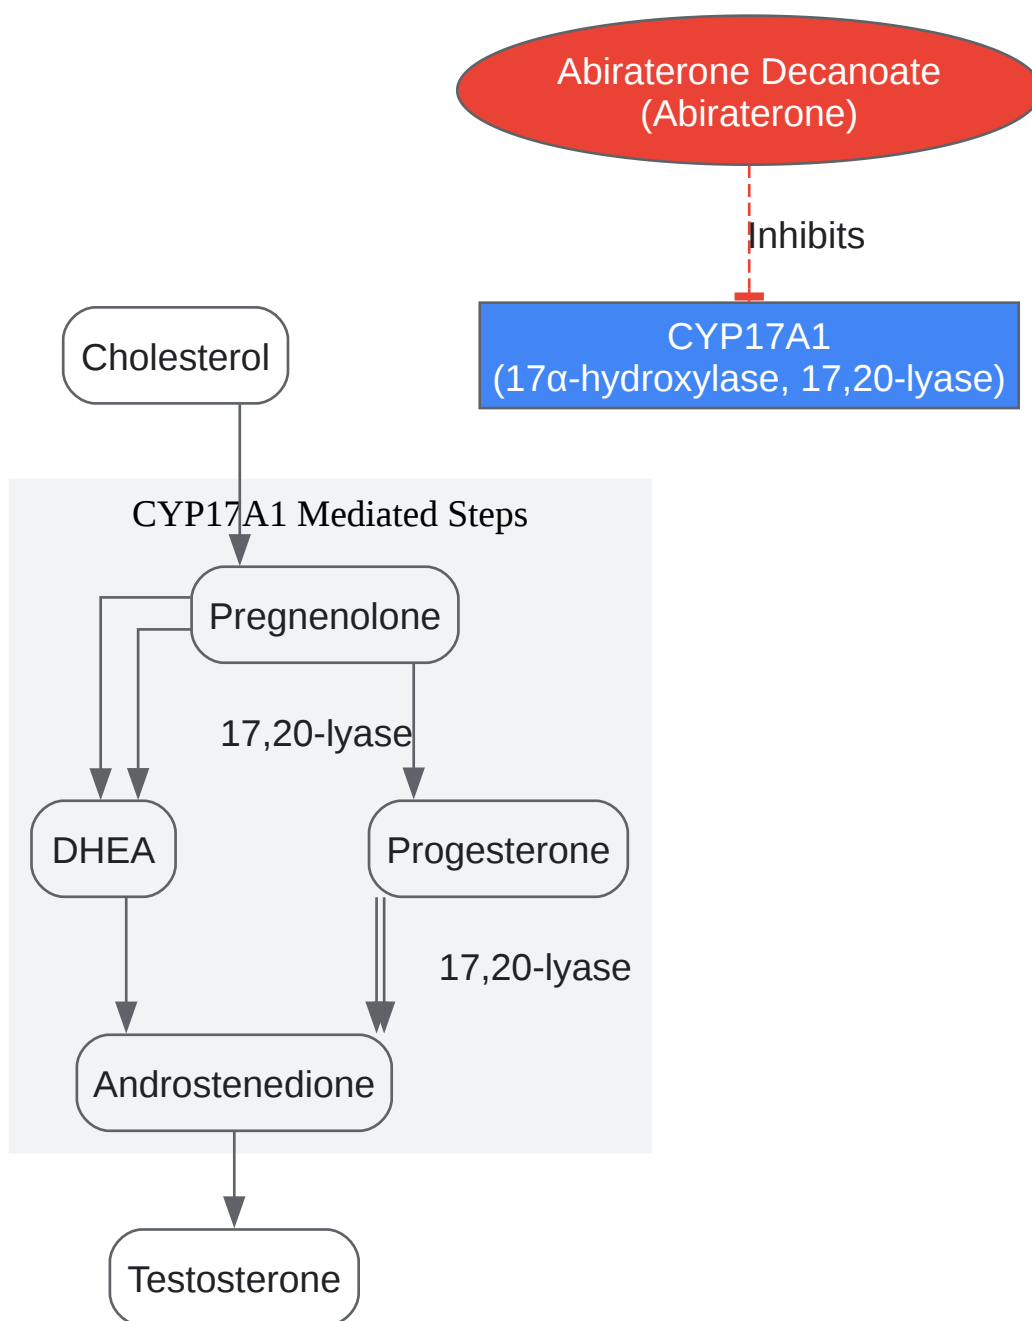 Abiraterone Decanoate
(Abiraterone)
Inhibits
CYP17A1
(17α-hydroxylase, 17,20-lyase)
Cholesterol
CYP17A1 Mediated Steps
Pregnenolone
17,20-lyase
DHEA
Progesterone
17,20-lyase
Androstenedione
Testosterone